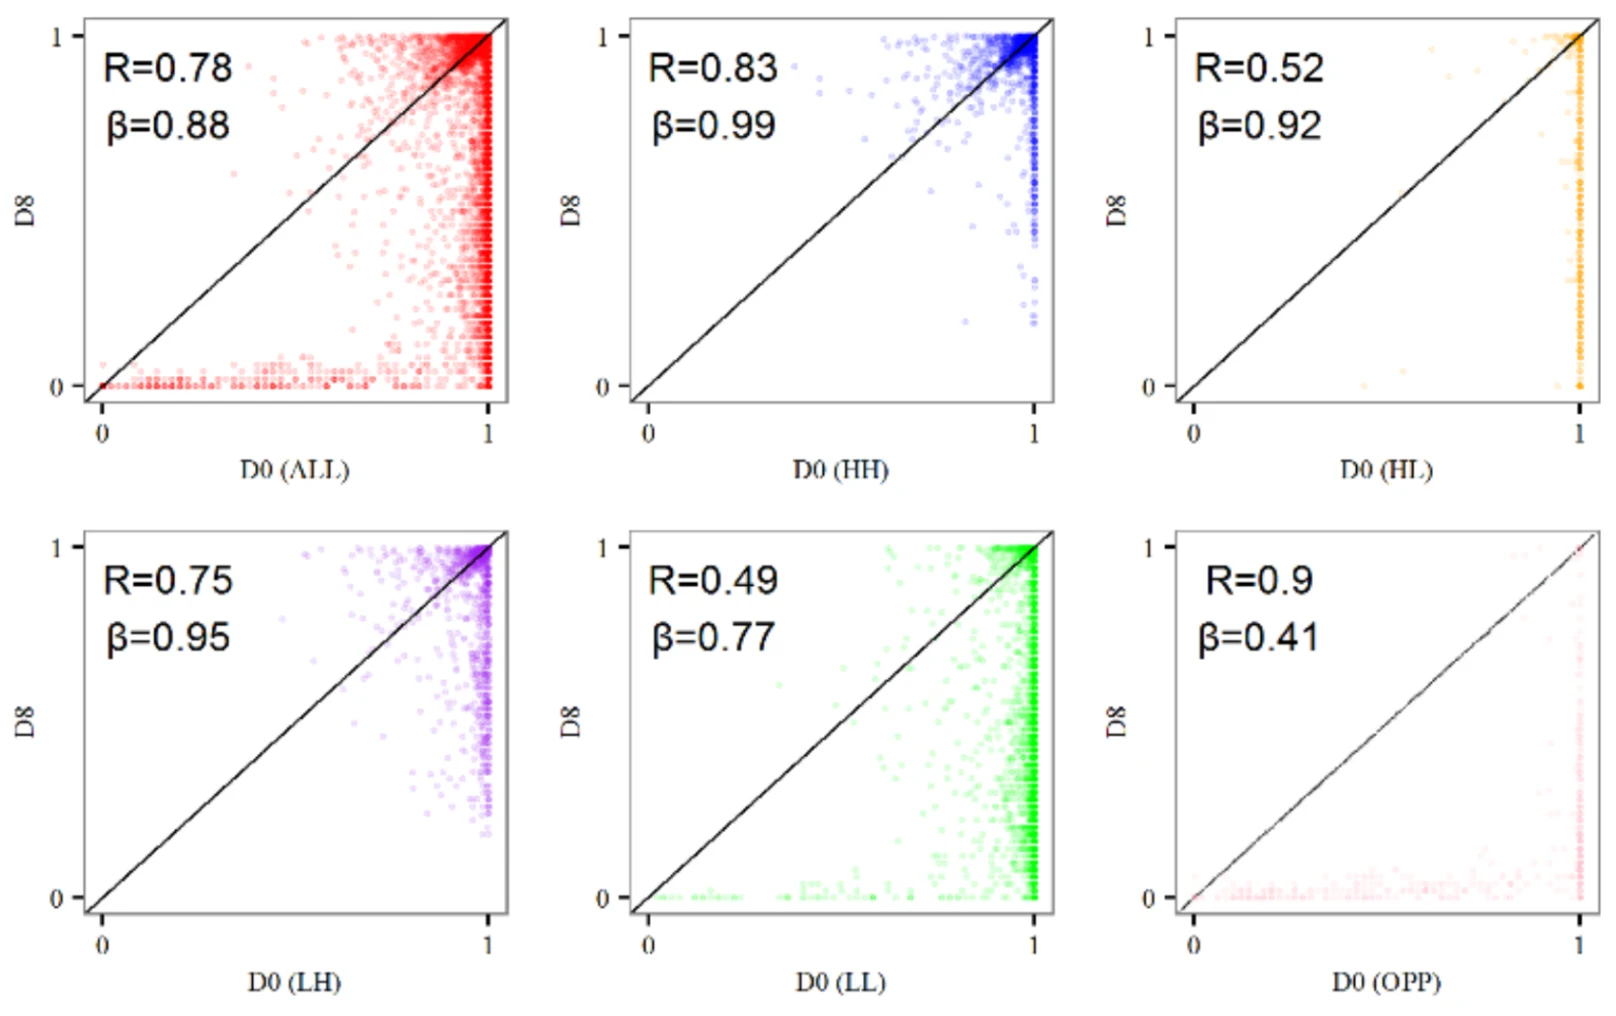 1
R=0.78
β=0.88
D8
0
0 1
D0 (ALL)
1
R=0.83
β=0.99
D8
0
0 1
D0 (HH)
1
R=0.52
β=0.92
D8
0
0 1
D0 (HL)
1
R=0.75
β=0.95
D8
0
0 1
D0 (LH)
1
R=0.49
β=0.77
D8
0
0 1
D0 (LL)
1
R=0.9
β=0.41
D8
0
0 1
D0 (OPP)